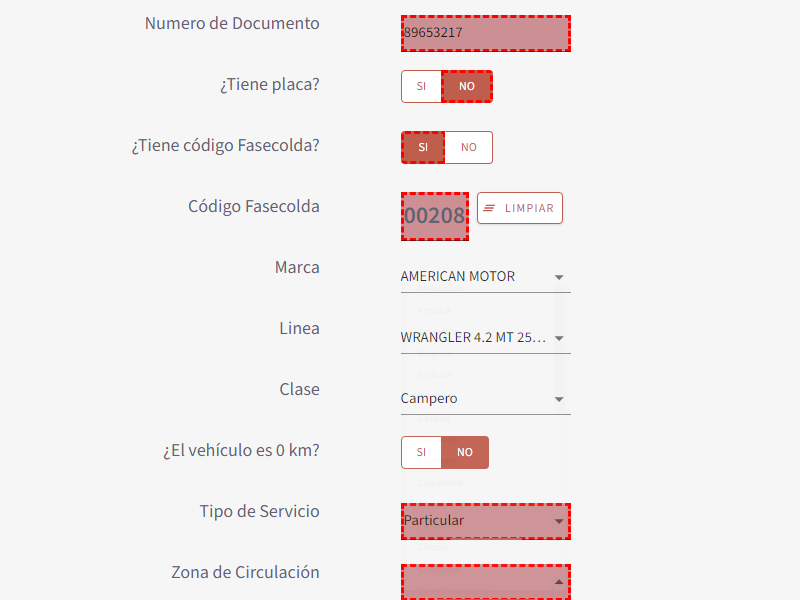 Numero de Documento
89653217
¿Tiene placa?
SI NO
¿Tiene código Fasecolda?
SI NO
Código Fasecolda
00208
LIMPIAR
Marca
AMERICAN MOTOR
Linea
WRANGLER 4.2 MT 25...
Clase
Campero
¿El vehículo es 0 km?
SI NO
Tipo de Servicio
Particular
Zona de Circulación